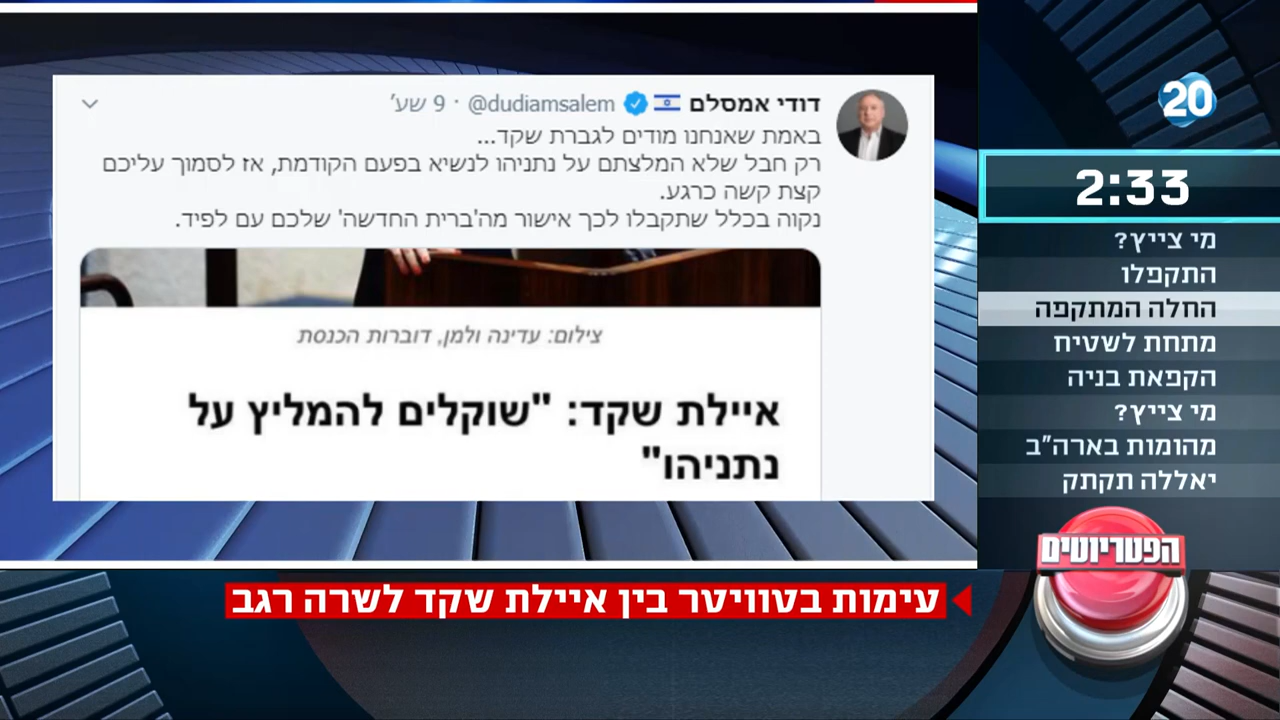 דודי אמסלם @dudiamsalem · 9 שע'
באמת שאנחנו מודים לגברת שקד...
רק חבל שלא המלצתם על נתניהו לנשיא בפעם הקודמת, אז לסמוך עליכם
קצת קשה כרגע.
נקוה בכלל שתקבלו לכך אישור מה'ברית החדשה' שלכם עם לפיד.
צילום: עדינה ולמן, דוברות הכנסת
איילת שקד: "שוקלים להמליץ על
נתניהו"
20
2:33
מי צייץ?
התקפלו
החלה המתקפה
מתחת לשטיח
הקפאת בניה
מי צייץ?
מהומות בארה"ב
יאללה תקתק
הפטריוטים
עימות בטוויטר בין איילת שקד לשרה רגב